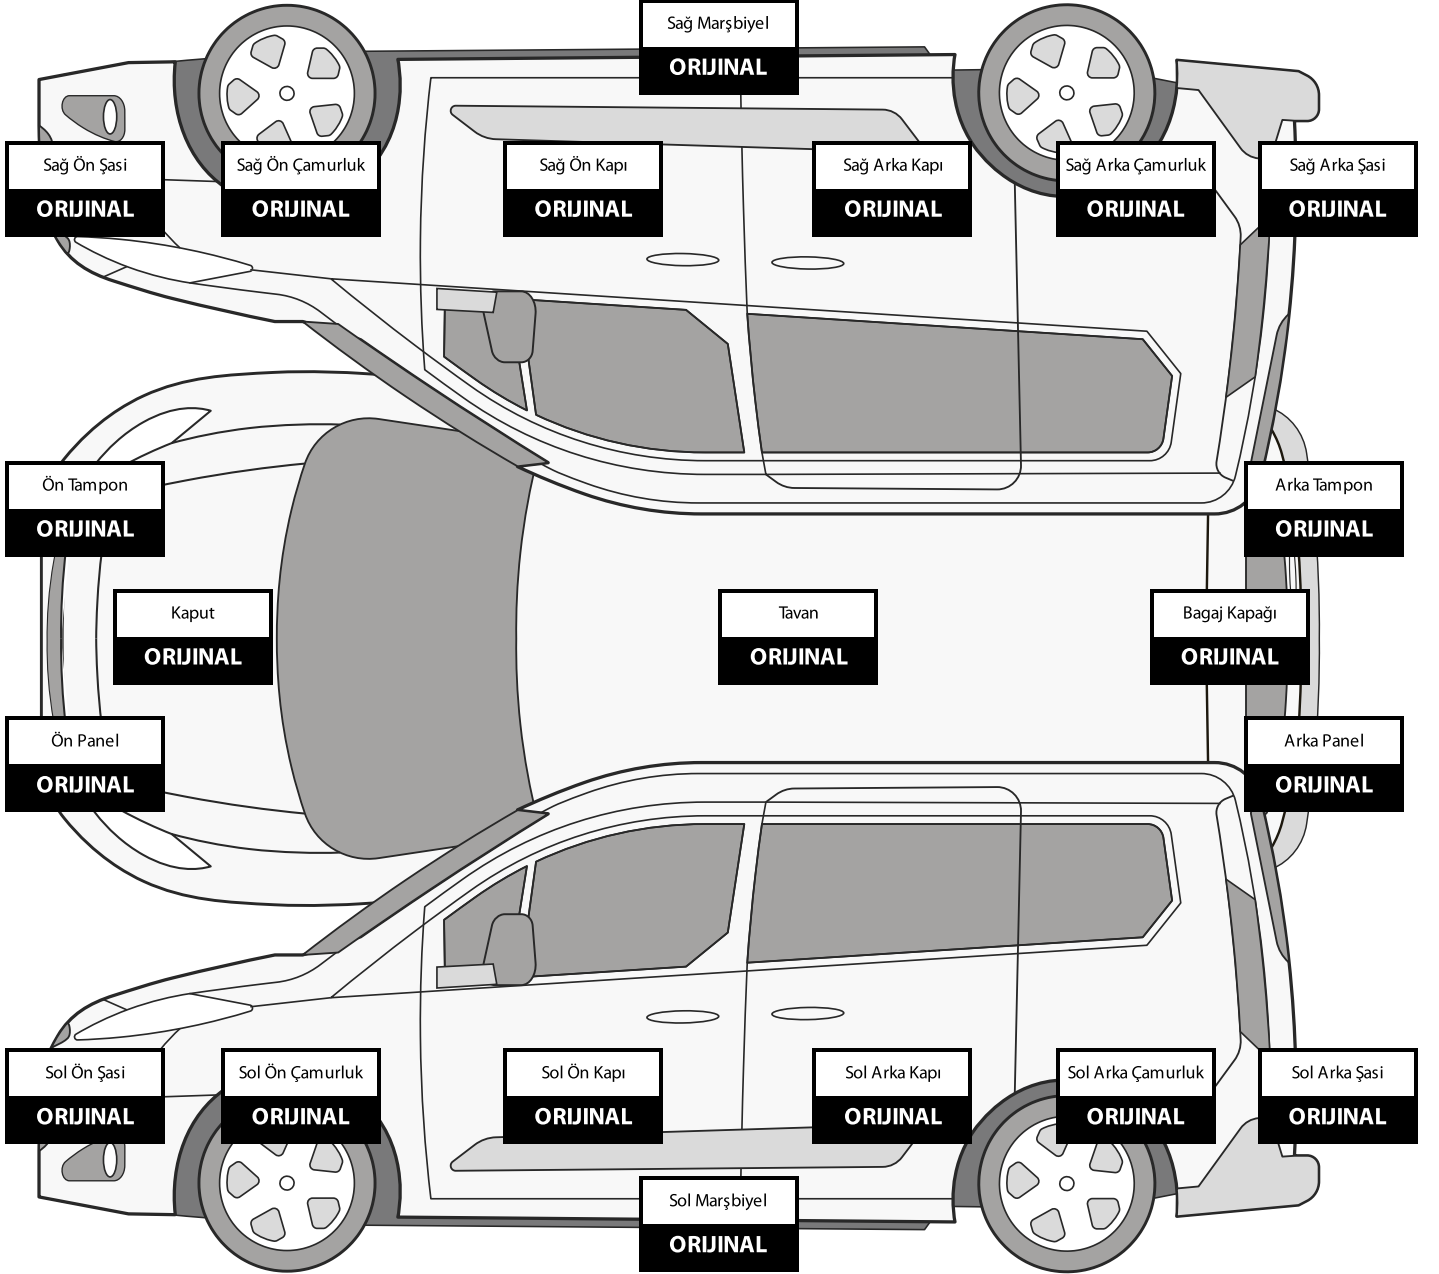 Sağ Marşbiyel
ORIJINAL
Sağ Ön Şasi
ORIJINAL
Sağ Ön Çamurluk
ORIJINAL
Sağ Ön Kapı
ORIJINAL
Sağ Arka Kapı
ORIJINAL
Sağ Arka Çamurluk
ORIJINAL
Sağ Arka Şasi
ORIJINAL
Ön Tampon
ORIJINAL
Arka Tampon
ORIJINAL
Kaput
ORIJINAL
Tavan
ORIJINAL
Bagaj Kapağı
ORIJINAL
Ön Panel
ORIJINAL
Arka Panel
ORIJINAL
Sol Ön Şasi
ORIJINAL
Sol Ön Çamurluk
ORIJINAL
Sol Ön Kapı
ORIJINAL
Sol Arka Kapı
ORIJINAL
Sol Arka Çamurluk
ORIJINAL
Sol Arka Şasi
ORIJINAL
Sol Marşbiyel
ORIJINAL